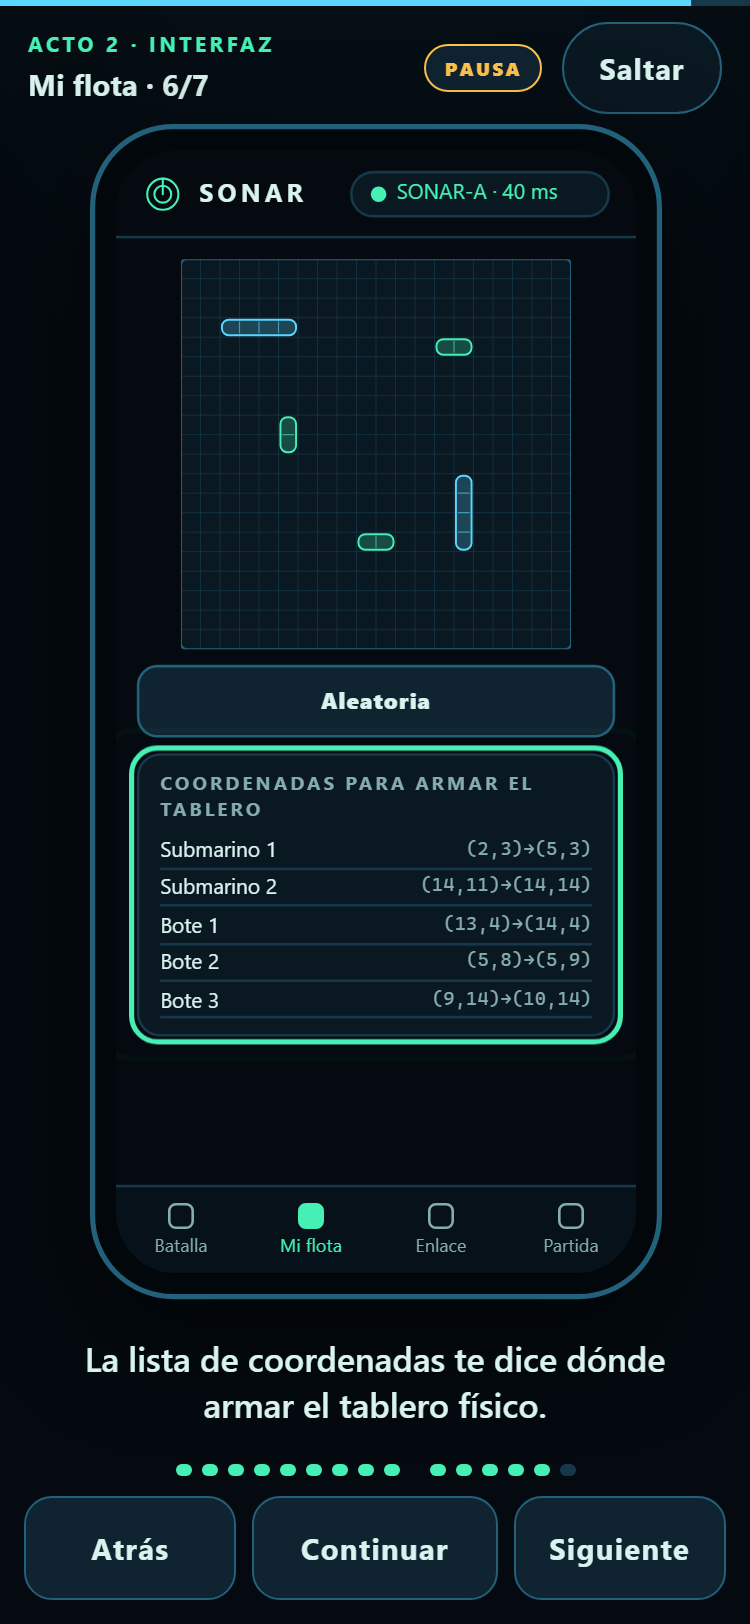 ACTO 2 · INTERFAZ
Mi flota · 6/7
PAUSA
Saltar
SONAR
SONAR-A · 40 ms
Aleatoria
COORDENADAS PARA ARMAR EL
TABLERO
Submarino 1 (2,3)→(5,3)
Submarino 2 (14,11)→(14,14)
Bote 1 (13,4)→(14,4)
Bote 2 (5,8)→(5,9)
Bote 3 (9,14)→(10,14)
Batalla Mi flota Enlace Partida
La lista de coordenadas te dice dónde
armar el tablero físico.
Atrás Continuar Siguiente